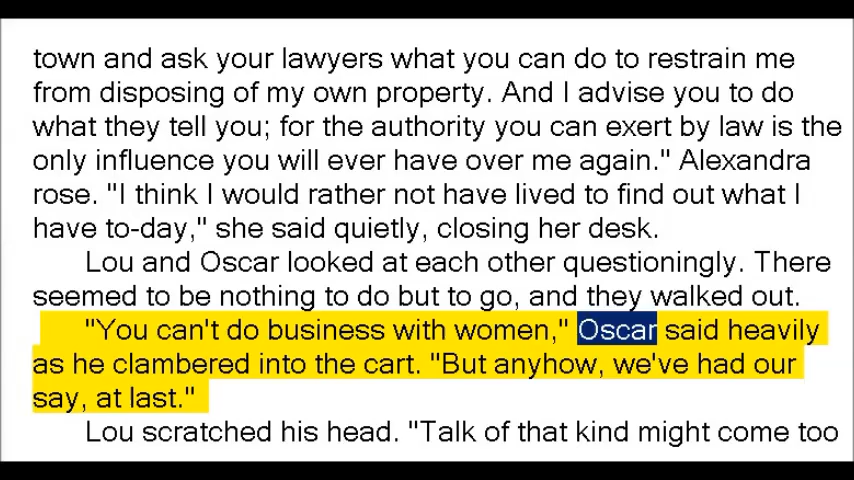 town and ask your lawyers what you can do to restrain me
from disposing of my own property. And I advise you to do
what they tell you; for the authority you can exert by law is the
only influence you will ever have over me again." Alexandra
rose. "I think I would rather not have lived to find out what I
have to-day," she said quietly, closing her desk.
Lou and Oscar looked at each other questioningly. There
seemed to be nothing to do but to go, and they walked out.
"You can't do business with women," Oscar said heavily
as he clambered into the cart. "But anyhow, we've had our
say, at last."
Lou scratched his head. "Talk of that kind might come too